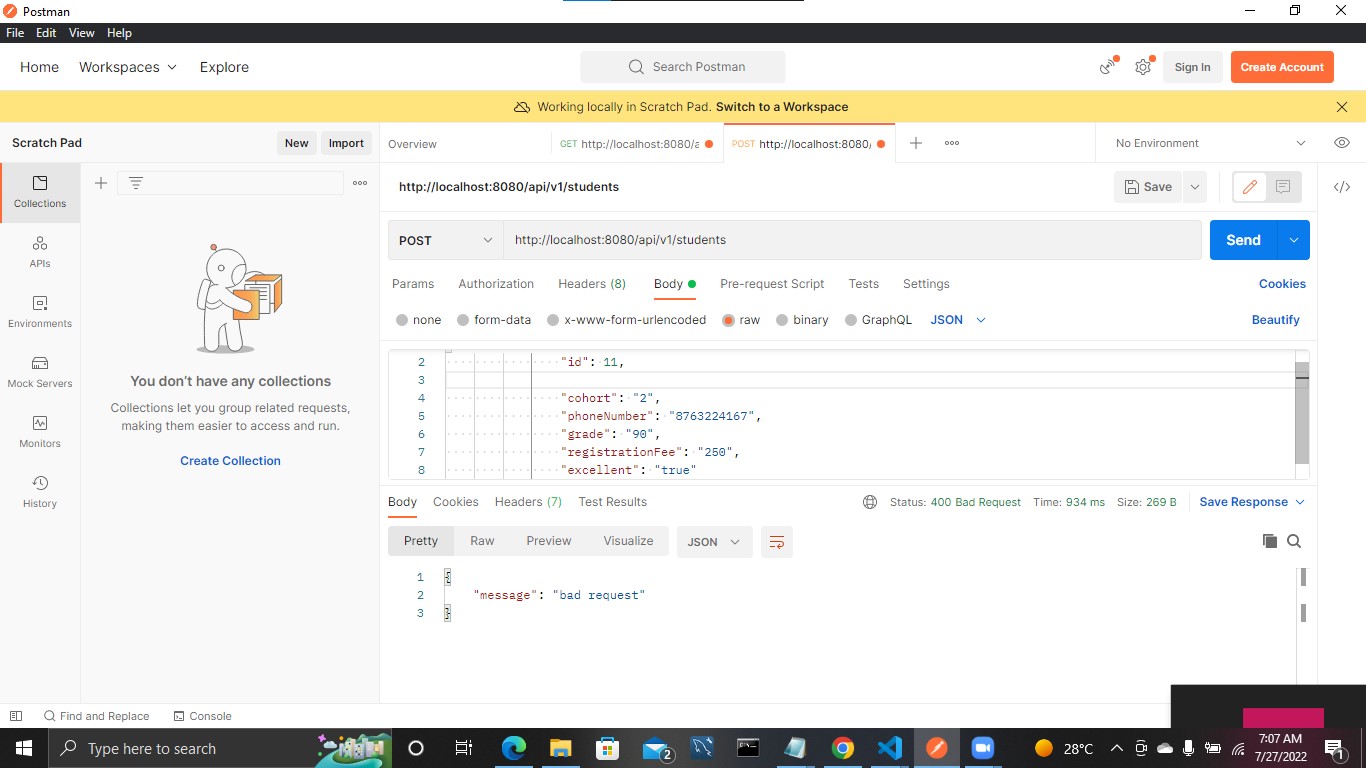 Postman
File Edit View Help
Home Workspaces Explore
Search Postman
Sign In
Create Account
Working locally in Scratch Pad. Switch to a Workspace
Scratch Pad
New
Import
Overview
GET http://localhost:8080/a
POST http://localhost:8080/
No Environment
Collections
APIs
Environments
Mock Servers
Monitors
History
You don't have any collections
Collections let you group related requests,
making them easier to access and run.
Create Collection
http://localhost:8080/api/v1/students
Save
POST
http://localhost:8080/api/v1/students
Send
Params Authorization Headers (8) Body Pre-request Script Tests Settings
Cookies
none form-data x-www-form-urlencoded raw binary GraphQL JSON
Beautify
2 "id": 11,
3
4 "cohort": "2",
5 "phoneNumber": "8763224167",
6 "grade": "90",
7 "registrationFee": "250",
8 "excellent": "true"
Body Cookies Headers (7) Test Results
Status: 400 Bad Request Time: 934 ms Size: 269 B
Save Response
Pretty Raw Preview Visualize
JSON
1 {
2 "message": "bad request"
3 }
Find and Replace
Console
Type here to search
2
28°C
7:07 AM
7/27/2022
1